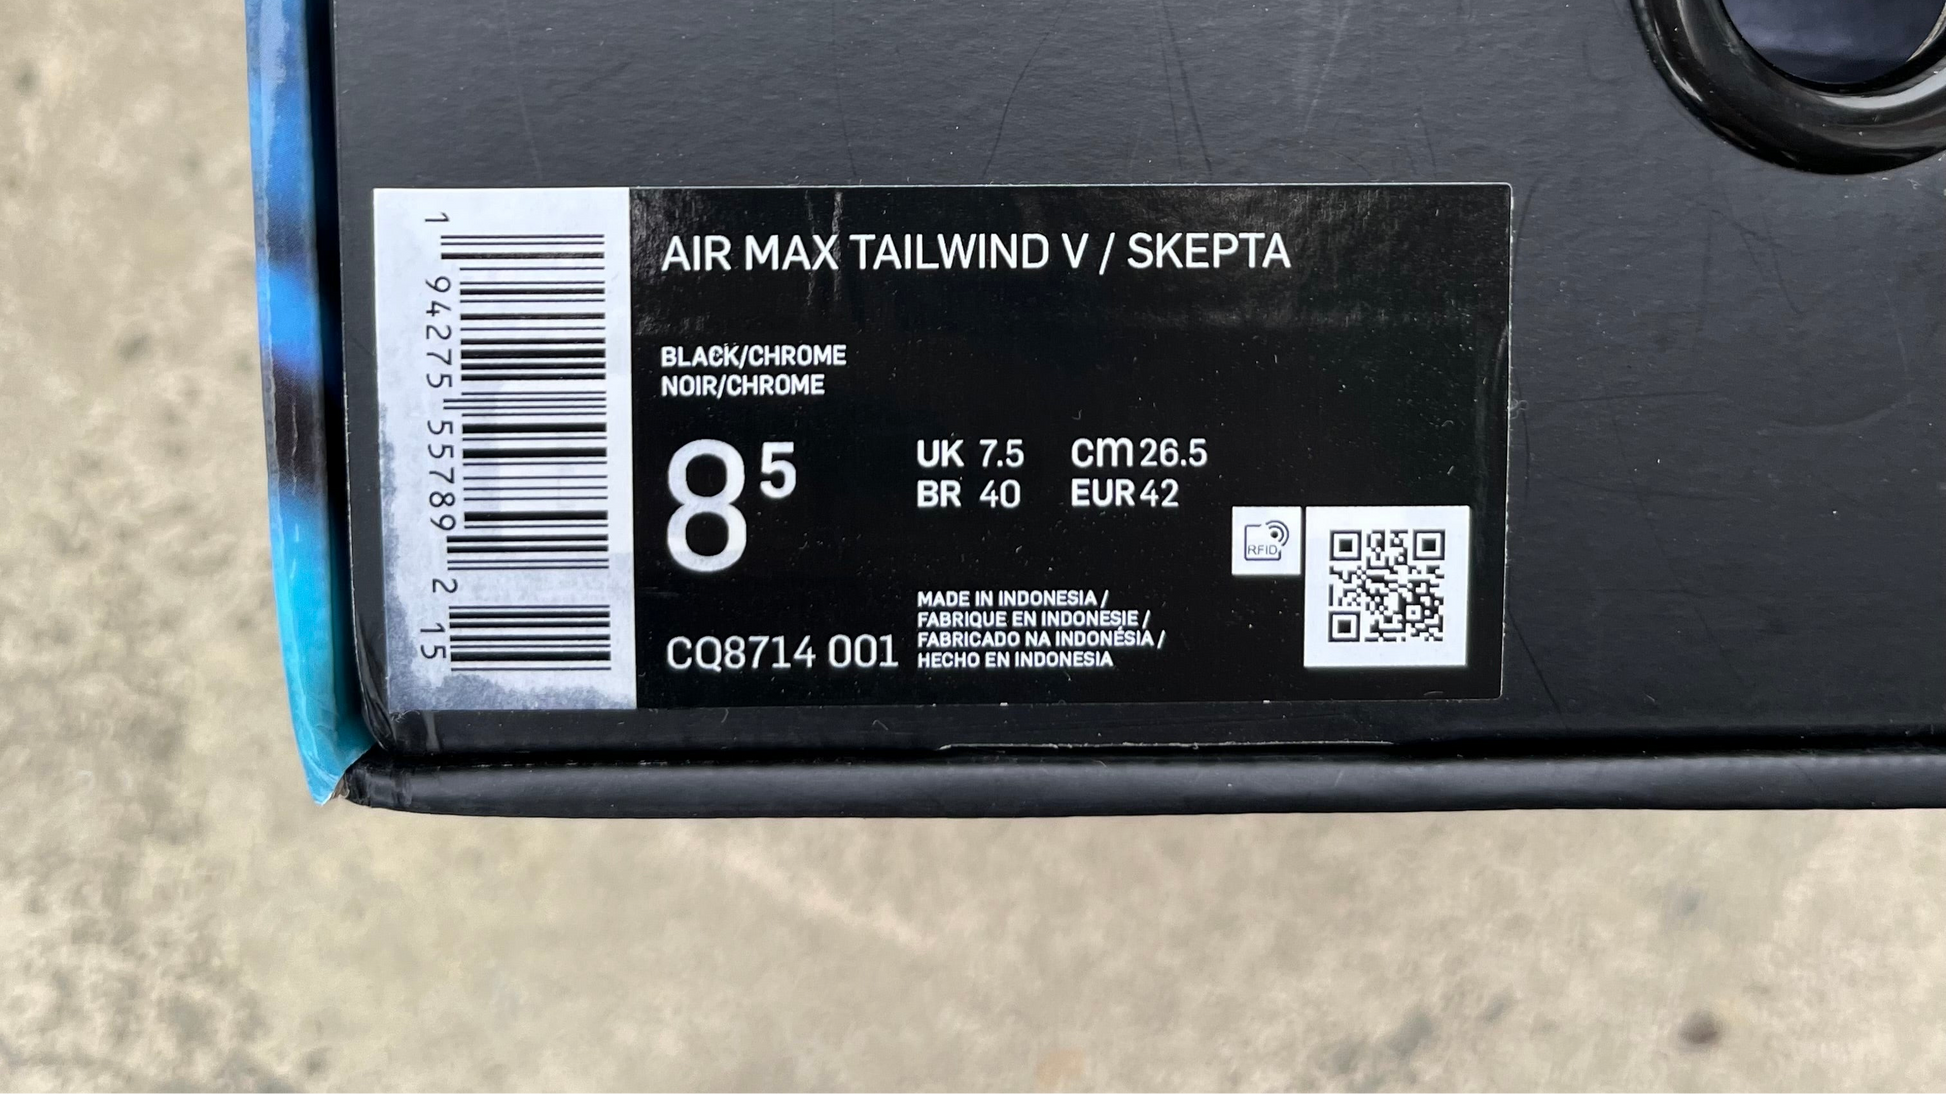 1 94275 55789 2 15
AIR MAX TAILWIND V / SKEPTA
BLACK/CHROME
NOIR/CHROME
8 5
UK 7.5 cm 26.5
BR 40 EUR 42
RFID
CQ8714 001
MADE IN INDONESIA /
FABRIQUE EN INDONESIE /
FABRICADO NA INDONÉSIA /
HECHO EN INDONESIA